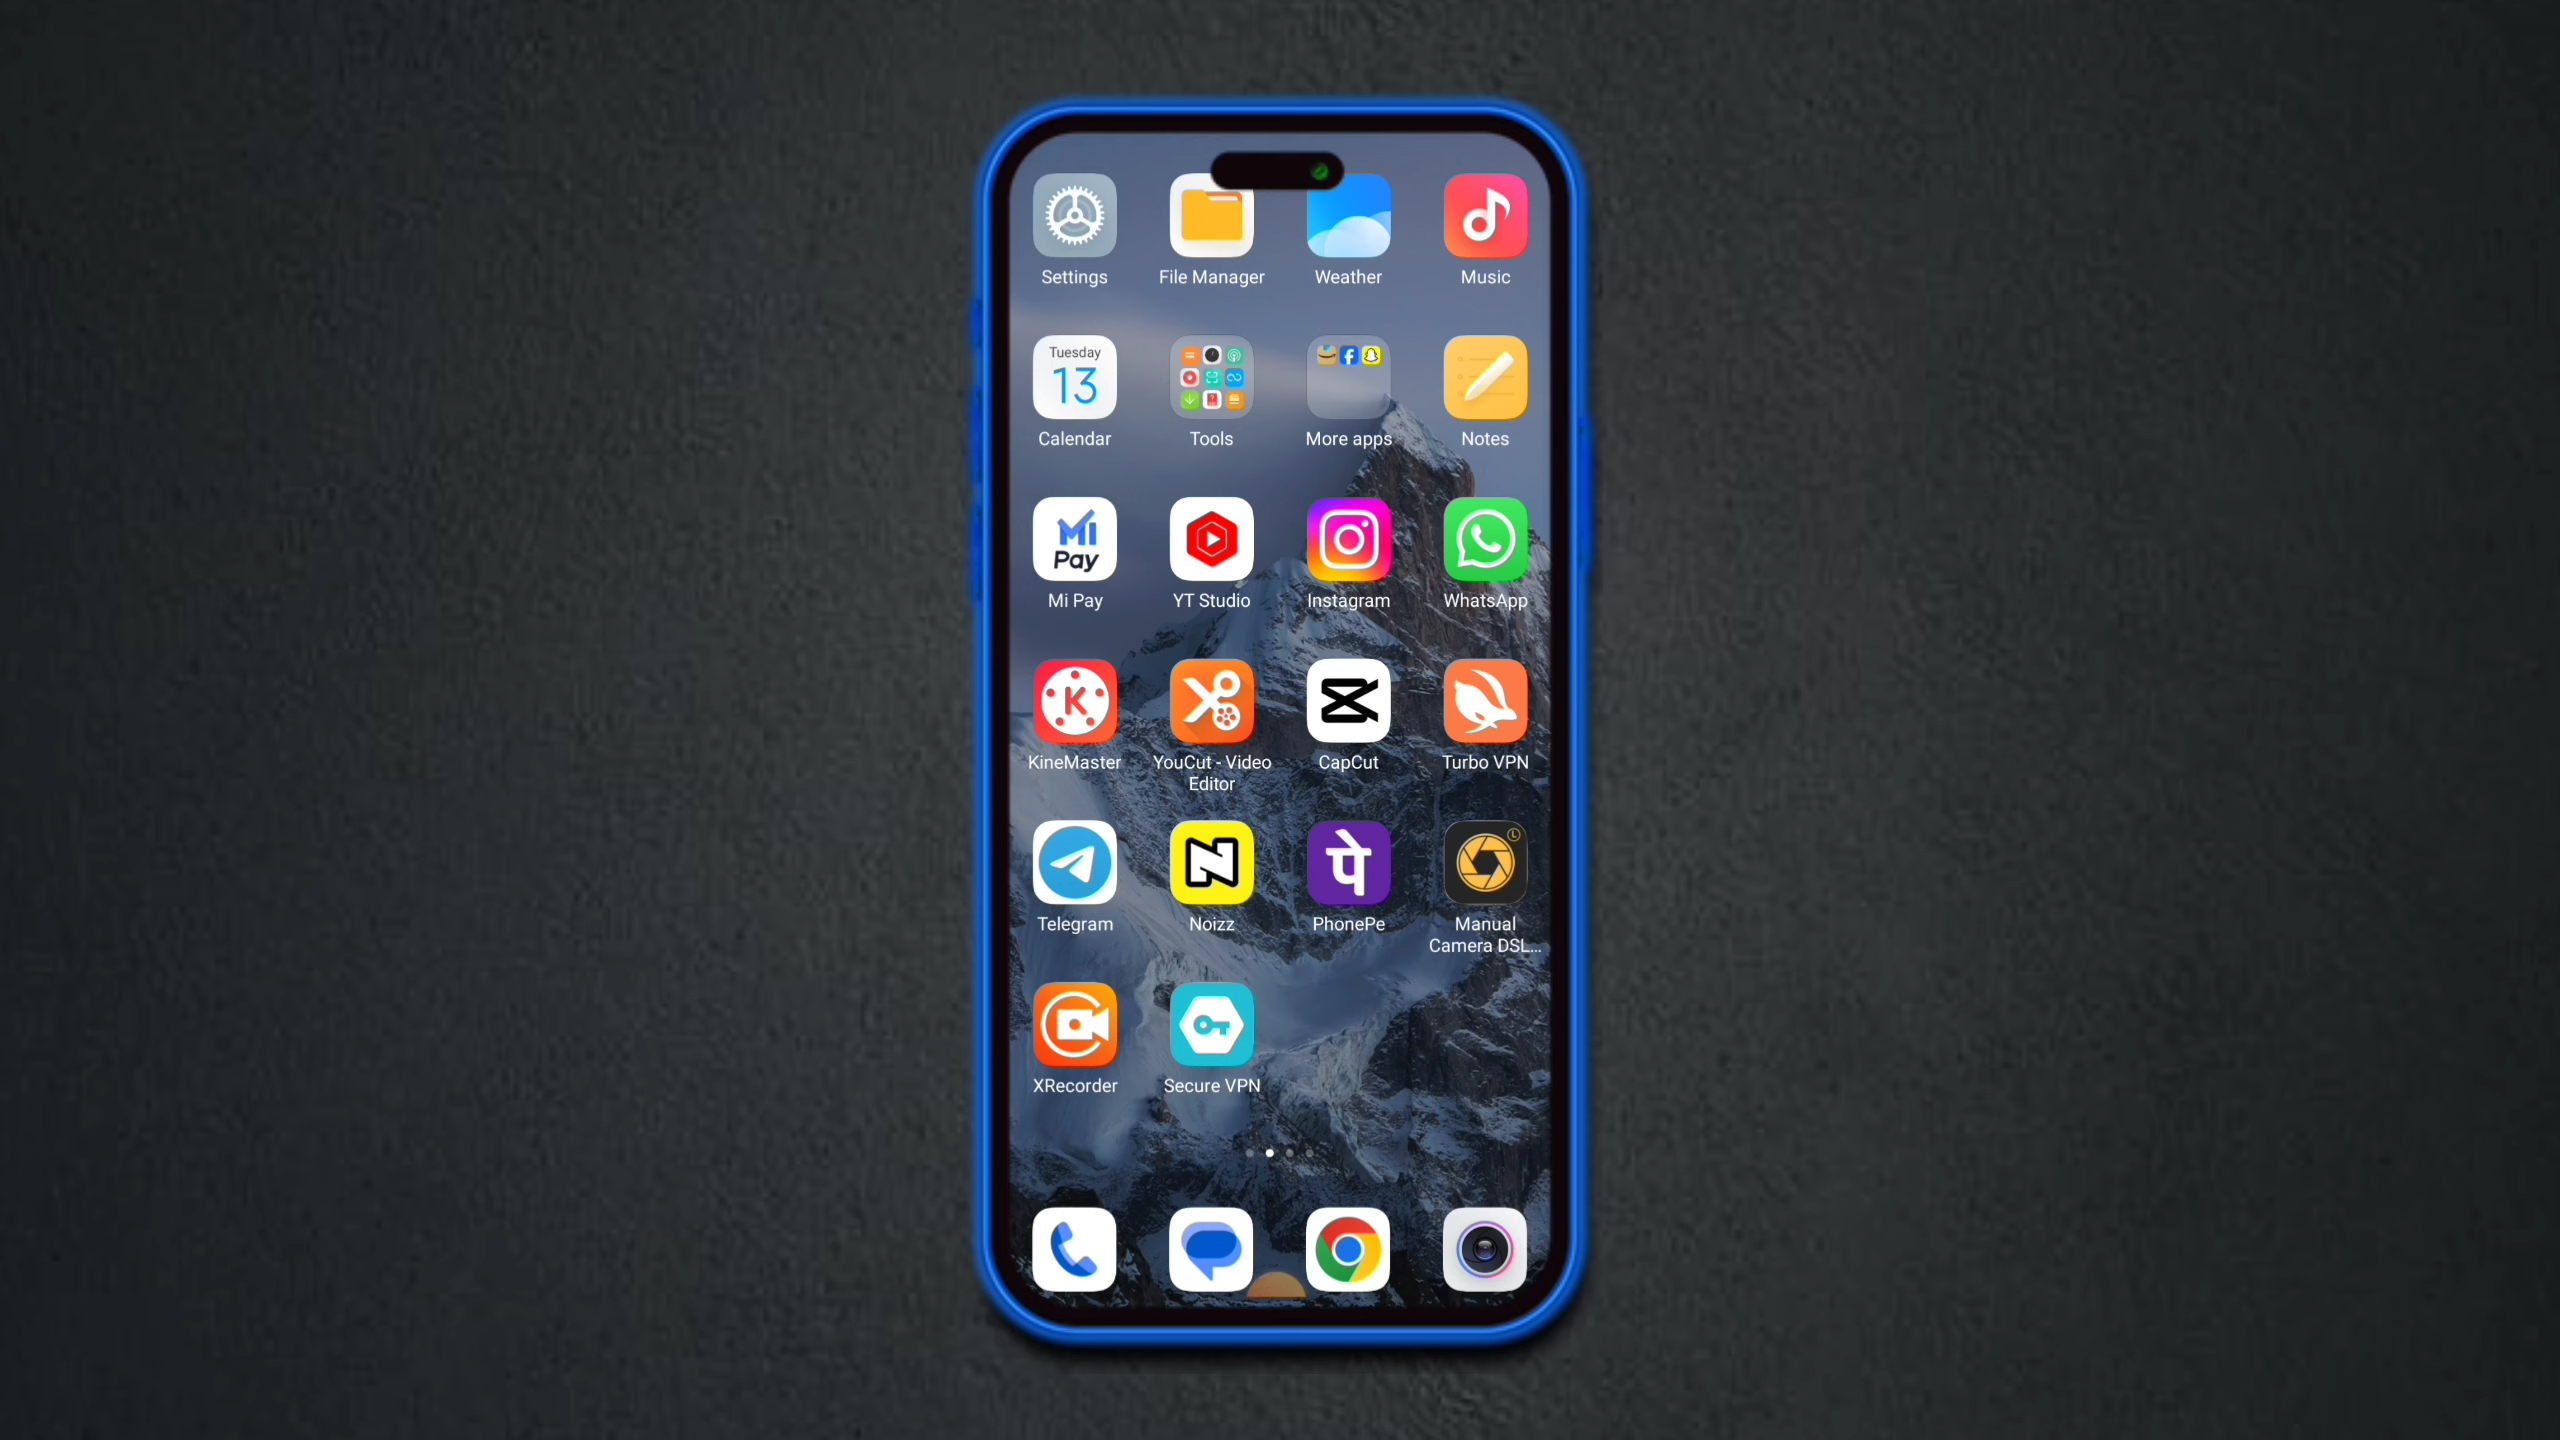 Settings
File Manager
Weather
Music
Tuesday
13
Calendar
Tools
More apps
Notes
Mi
Pay
Mi Pay
YT Studio
Instagram
WhatsApp
K
KineMaster
YouCut - Video
Editor
CapCut
Turbo VPN
Telegram
N
Noizz
पे
PhonePe
L
Manual
Camera DSL...
XRecorder
Secure VPN